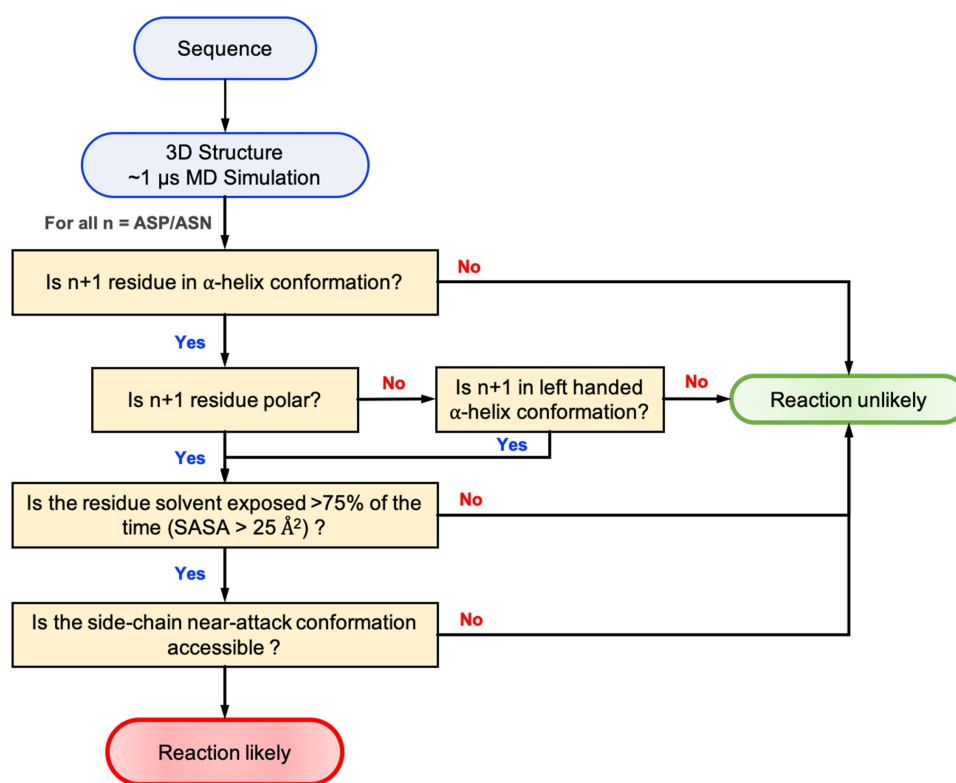 Sequence
3D Structure
~1 μs MD Simulation
For all n = ASP/ASN
Is n+1 residue in α-helix conformation?
No
Yes
Is n+1 residue polar?
No
Is n+1 in left handed
α-helix conformation?
No
Reaction unlikely
Yes
Yes
Is the residue solvent exposed >75% of the
time (SASA > 25 Å²) ?
No
Yes
Is the side-chain near-attack conformation
accessible ?
No
Reaction likely